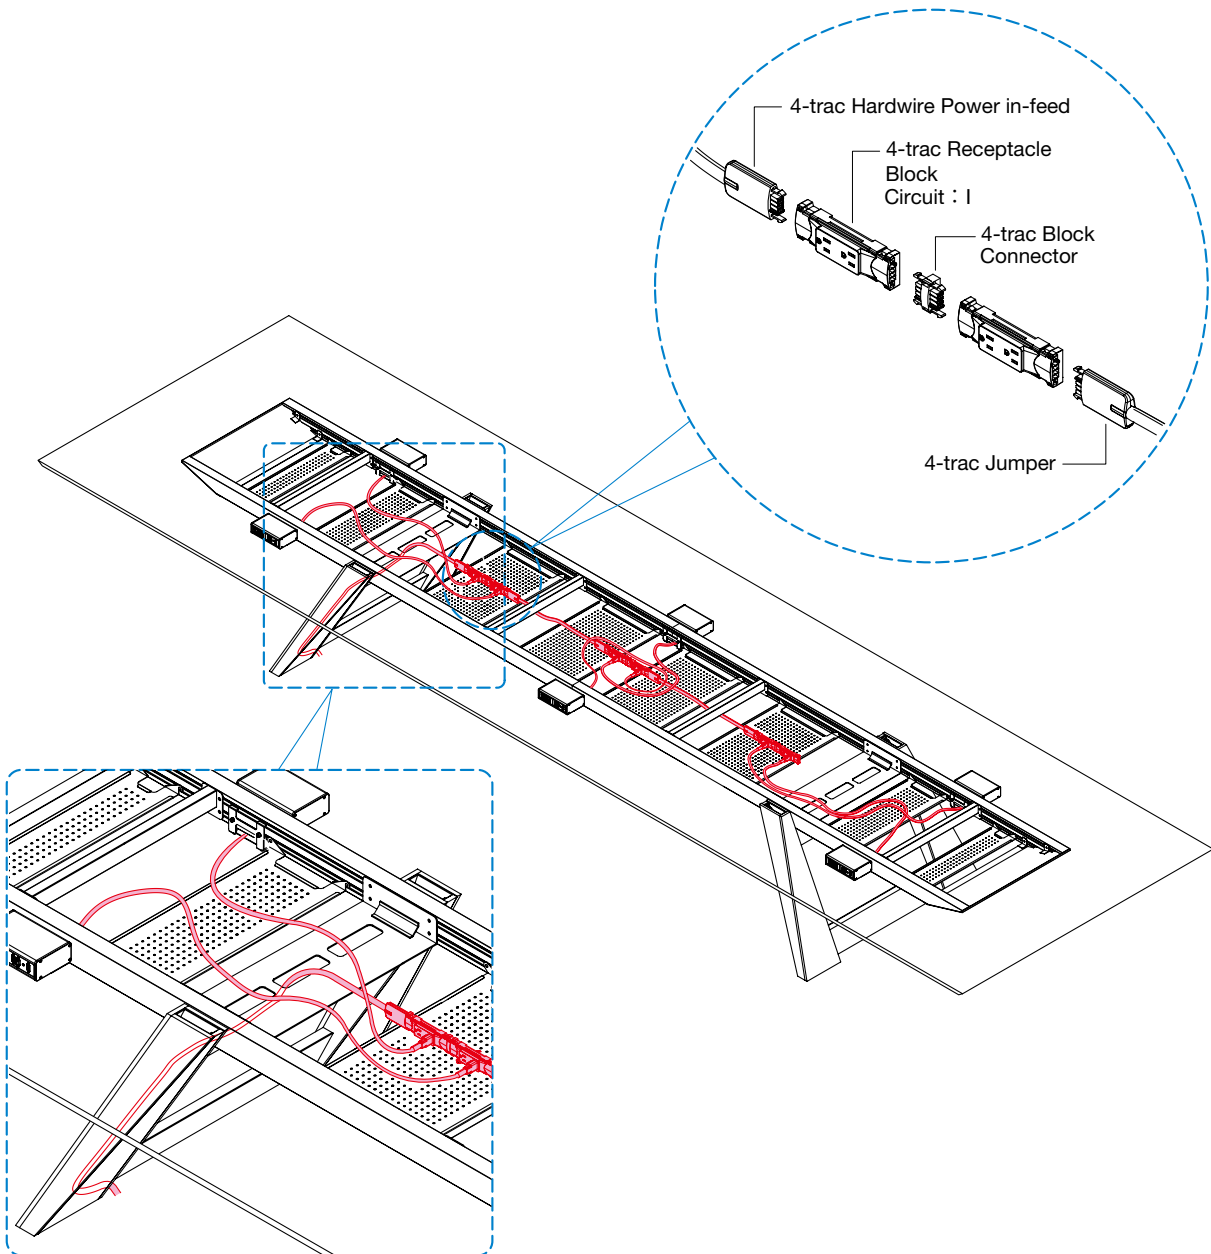 4-trac Hardwire Power in-feed
4-trac Receptacle
Block
Circuit : I
4-trac Block
Connector
4-trac Jumper